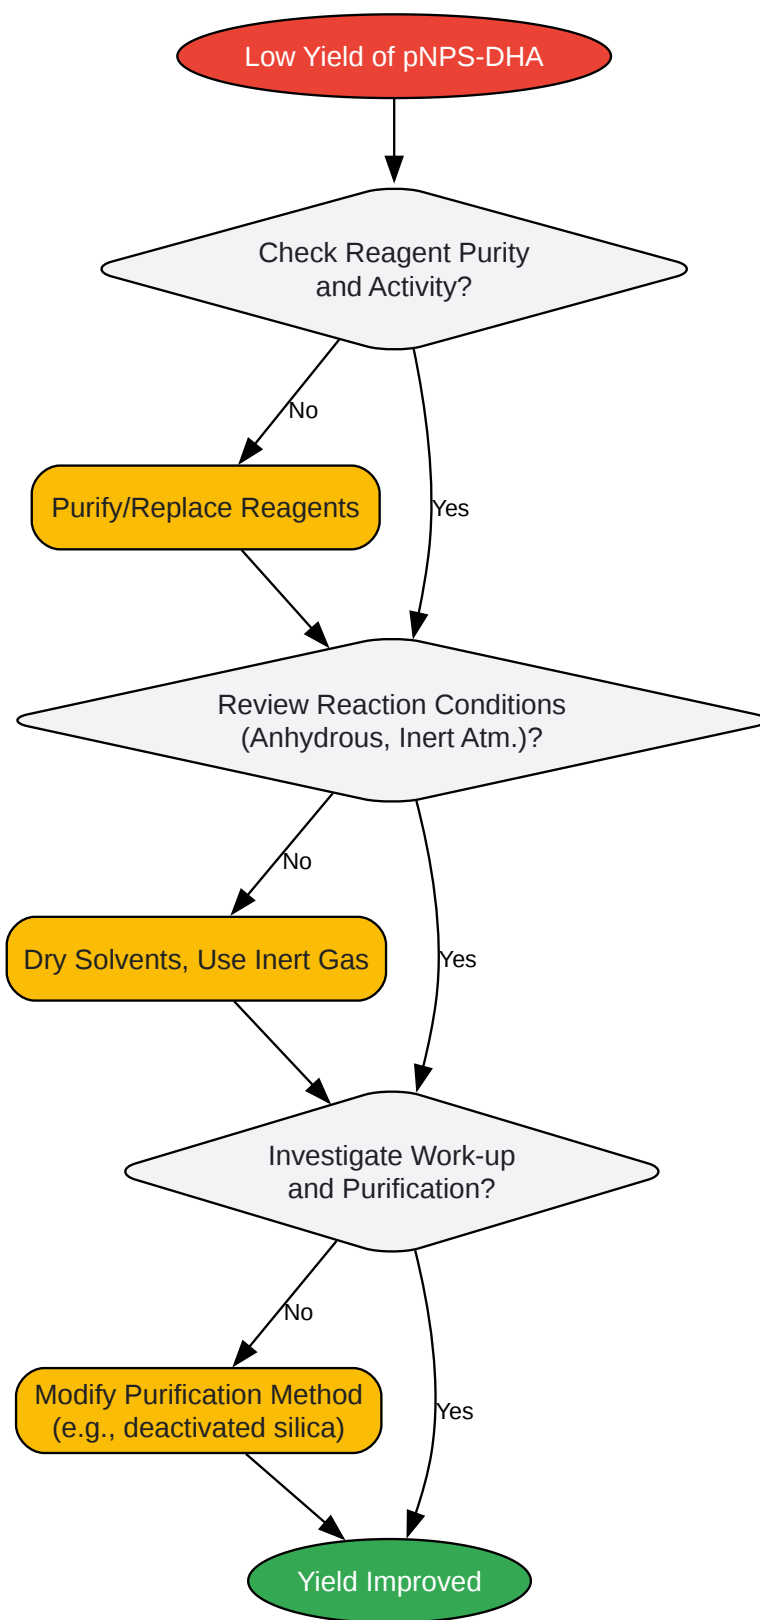 Low Yield of pNPS-DHA
Check Reagent Purity
and Activity?
No
Purify/Replace Reagents
Yes
Review Reaction Conditions
(Anhydrous, Inert Atm.)?
No
Dry Solvents, Use Inert Gas
Yes
Investigate Work-up
and Purification?
No
Modify Purification Method
(e.g., deactivated silica)
Yes
Yield Improved